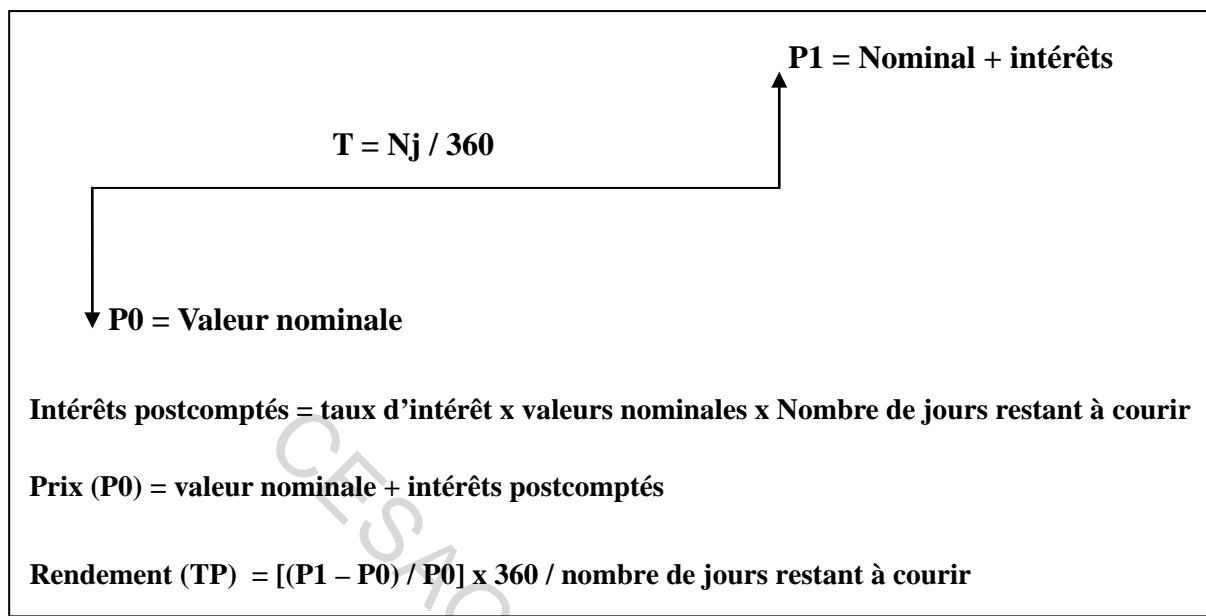 P1 = Nominal + intérêts
T = Nj / 360
P0 = Valeur nominale
Intérêts postcomptés = taux d'intérêt x valeurs nominales x Nombre de jours restant à courir
Prix (P0) = valeur nominale + intérêts postcomptés
Rendement (TP) = [(P1 – P0) / P0] x 360 / nombre de jours restant à courir
CESAG